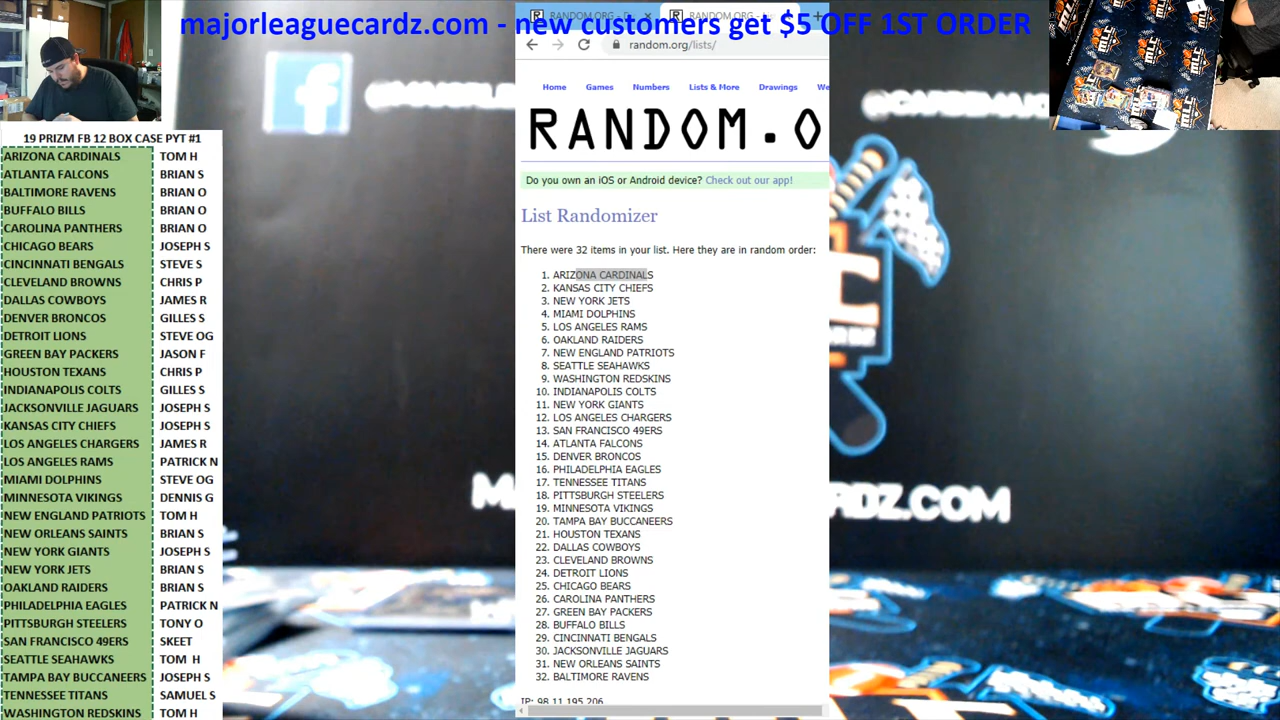 majorleaguecardz.com - new customers get $5 OFF 1ST ORDER
19 PRIZM FB 12 BOX CASE PYT #1
ARIZONA CARDINALS TOM H
ATLANTA FALCONS BRIAN S
BALTIMORE RAVENS BRIAN O
BUFFALO BILLS BRIAN O
CAROLINA PANTHERS BRIAN O
CHICAGO BEARS JOSEPH S
CINCINNATI BENGALS STEVE S
CLEVELAND BROWNS CHRIS P
DALLAS COWBOYS JAMES R
DENVER BRONCOS GILLES S
DETROIT LIONS STEVE OG
GREEN BAY PACKERS JASON F
HOUSTON TEXANS CHRIS P
INDIANAPOLIS COLTS GILLES S
JACKSONVILLE JAGUARS JOSEPH S
KANSAS CITY CHIEFS JOSEPH S
LOS ANGELES CHARGERS JAMES R
LOS ANGELES RAMS PATRICK N
MIAMI DOLPHINS STEVE OG
MINNESOTA VIKINGS DENNIS G
NEW ENGLAND PATRIOTS TOM H
NEW ORLEANS SAINTS BRIAN S
NEW YORK GIANTS JOSEPH S
NEW YORK JETS BRIAN S
OAKLAND RAIDERS BRIAN S
PHILADELPHIA EAGLES PATRICK N
PITTSBURGH STEELERS TONY O
SAN FRANCISCO 49ERS SKEET
SEATTLE SEAHAWKS TOM H
TAMPA BAY BUCCANEERS JOSEPH S
TENNESSEE TITANS SAMUEL S
WASHINGTON REDSKINS TOM H
RANDOM.ORG
RANDOM.ORG
random.org/lists/
Home Games Numbers Lists & More Drawings We
RANDOM.O
Do you own an iOS or Android device? Check out our app!
List Randomizer
There were 32 items in your list. Here they are in random order:
1. ARIZONA CARDINALS
2. KANSAS CITY CHIEFS
3. NEW YORK JETS
4. MIAMI DOLPHINS
5. LOS ANGELES RAMS
6. OAKLAND RAIDERS
7. NEW ENGLAND PATRIOTS
8. SEATTLE SEAHAWKS
9. WASHINGTON REDSKINS
10. INDIANAPOLIS COLTS
11. NEW YORK GIANTS
12. LOS ANGELES CHARGERS
13. SAN FRANCISCO 49ERS
14. ATLANTA FALCONS
15. DENVER BRONCOS
16. PHILADELPHIA EAGLES
17. TENNESSEE TITANS
18. PITTSBURGH STEELERS
19. MINNESOTA VIKINGS
20. TAMPA BAY BUCCANEERS
21. HOUSTON TEXANS
22. DALLAS COWBOYS
23. CLEVELAND BROWNS
24. DETROIT LIONS
25. CHICAGO BEARS
26. CAROLINA PANTHERS
27. GREEN BAY PACKERS
28. BUFFALO BILLS
29. CINCINNATI BENGALS
30. JACKSONVILLE JAGUARS
31. NEW ORLEANS SAINTS
32. BALTIMORE RAVENS
IP: 98.11.195.206